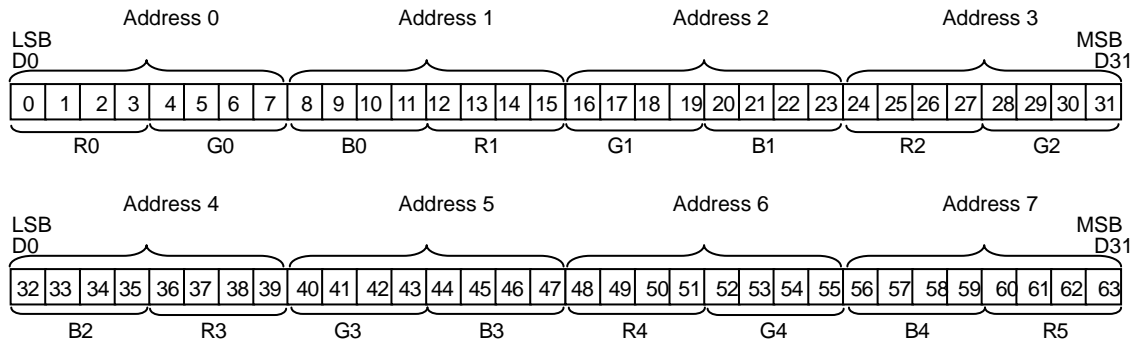 Address 0 Address 1 Address 2 Address 3
LSB MSB
D0 D31
0 1 2 3 4 5 6 7 8 9 10 11 12 13 14 15 16 17 18 19 20 21 22 23 24 25 26 27 28 29 30 31
R0 G0 B0 R1 G1 B1 R2 G2
Address 4 Address 5 Address 6 Address 7
LSB MSB
D0 D31
32 33 34 35 36 37 38 39 40 41 42 43 44 45 46 47 48 49 50 51 52 53 54 55 56 57 58 59 60 61 62 63
B2 R3 G3 B3 R4 G4 B4 R5